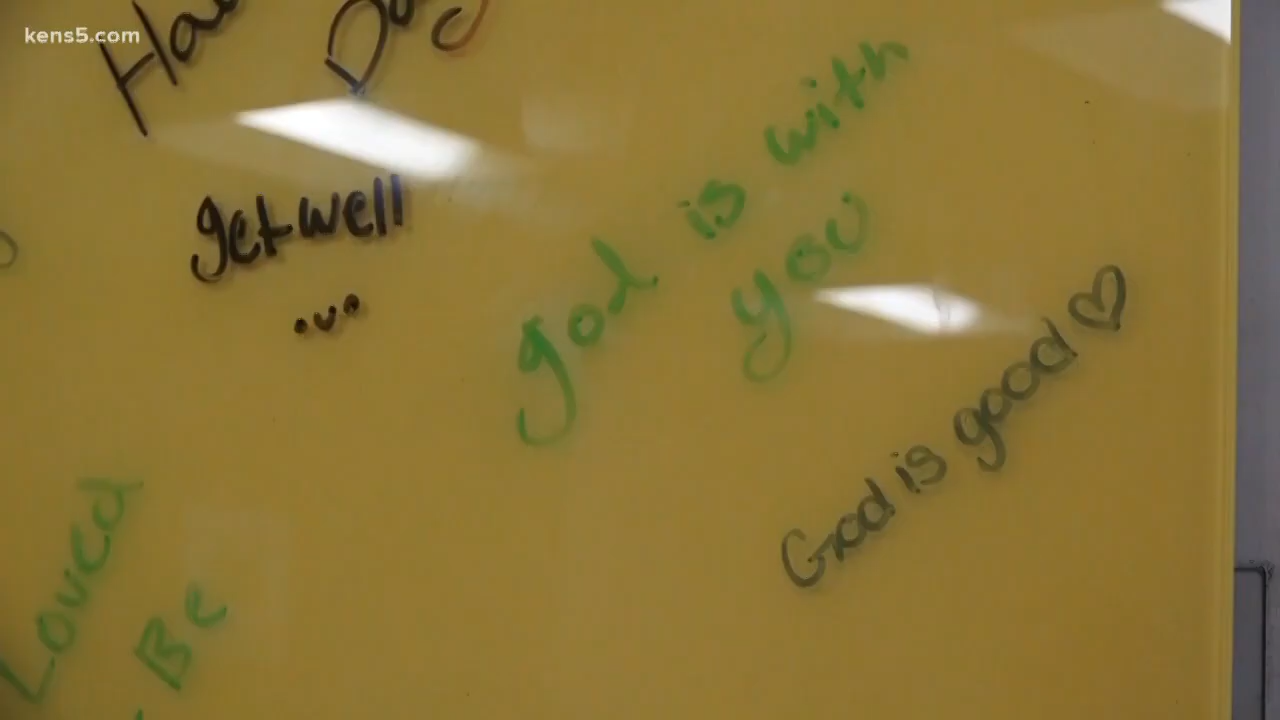 kens5.com
get well
god is with
you
God is good ♡
Loved
Be